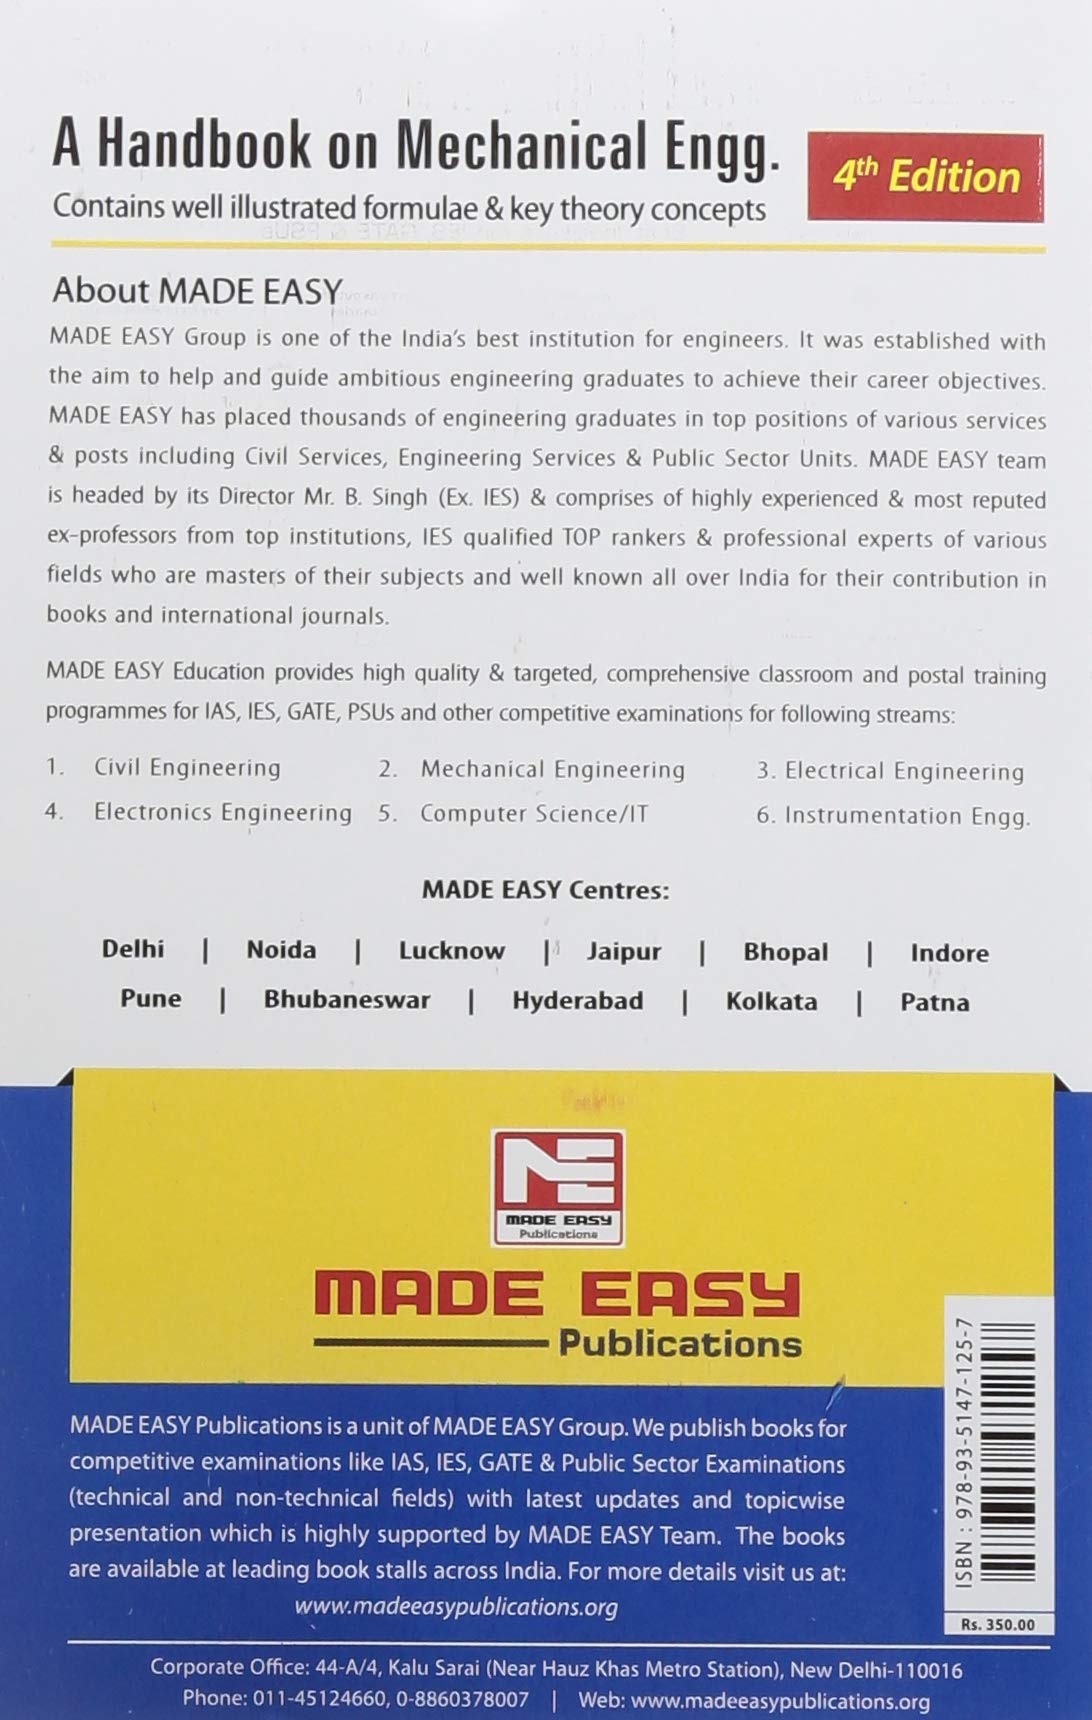 A Handbook on Mechanical Engg.
4th Edition
Contains well illustrated formulae & key theory concepts
About MADE EASY
MADE EASY Group is one of the India's best institution for engineers. It was established with
the aim to help and guide ambitious engineering graduates to achieve their career objectives.
MADE EASY has placed thousands of engineering graduates in top positions of various services
& posts including Civil Services, Engineering Services & Public Sector Units. MADE EASY team
is headed by its Director Mr. B. Singh (Ex. IES) & comprises of highly experienced & most reputed
ex-professors from top institutions, IES qualified TOP rankers & professional experts of various
fields who are masters of their subjects and well known all over India for their contribution in
books and international journals.
MADE EASY Education provides high quality & targeted, comprehensive classroom and postal training
programmes for IAS, IES, GATE, PSUs and other competitive examinations for following streams:
1. Civil Engineering 2. Mechanical Engineering 3. Electrical Engineering
4. Electronics Engineering 5. Computer Science/IT 6. Instrumentation Engg.
MADE EASY Centres:
Delhi | Noida | Lucknow | Jaipur | Bhopal | Indore
Pune | Bhubaneswar | Hyderabad | Kolkata | Patna
MADE EASY
Publications
MADE EASY
Publications
MADE EASY Publications is a unit of MADE EASY Group. We publish books for
competitive examinations like IAS, IES, GATE & Public Sector Examinations
(technical and non-technical fields) with latest updates and topicwise
presentation which is highly supported by MADE EASY Team. The books
are available at leading book stalls across India. For more details visit us at:
www.madeeasypublications.org
ISBN : 978-93-5147-125-7
Rs. 350.00
Corporate Office: 44-A/4, Kalu Sarai (Near Hauz Khas Metro Station), New Delhi-110016
Phone: 011-45124660, 0-8860378007 | Web: www.madeeasypublications.org